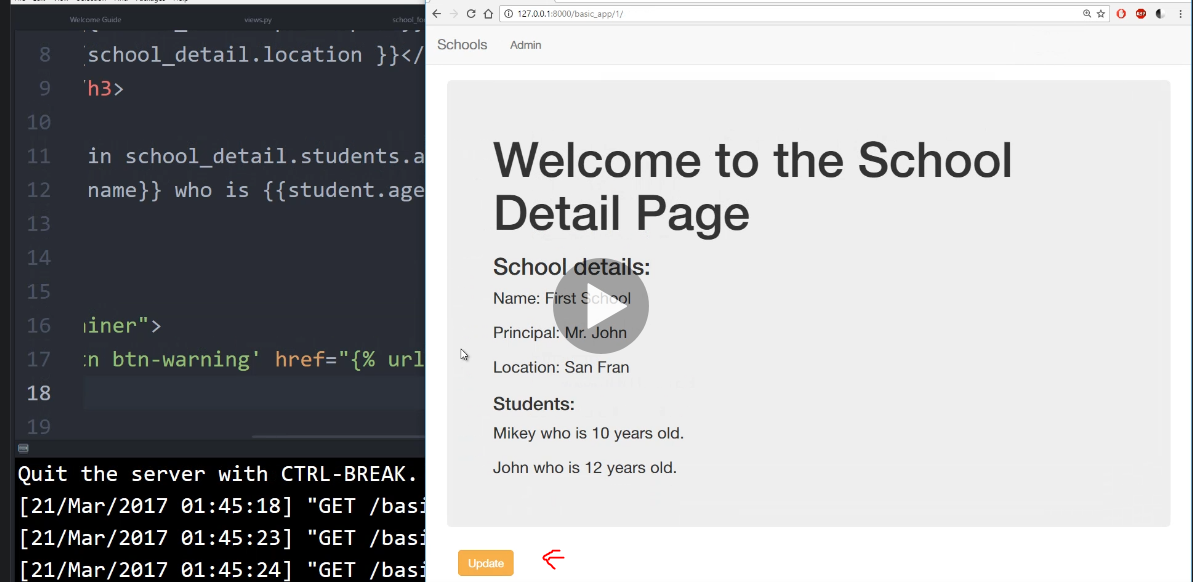 Welcome Guide
views.py
8
school_detail.location }}</
9
h3>
10
11
in school_detail.students.a
12
name}} who is {{student.age
13
14
15
16
iner">
17
n btn-warning' href="{% url
18
19
Quit the server with CTRL-BREAK.
[21/Mar/2017 01:45:18] "GET /basi
[21/Mar/2017 01:45:23] "GET /basi
[21/Mar/2017 01:45:24] "GET /basi
127.0.0.1:8000/basic_app/1/
Schools Admin
Welcome to the School
Detail Page
School details:
Name: First School
Principal: Mr. John
Location: San Fran
Students:
Mikey who is 10 years old.
John who is 12 years old.
Update